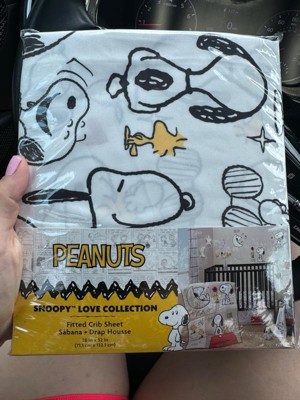 PEANUTS
SNOOPY™ LOVE COLLECTION
Fitted Crib Sheet
Sábana • Drap Housse